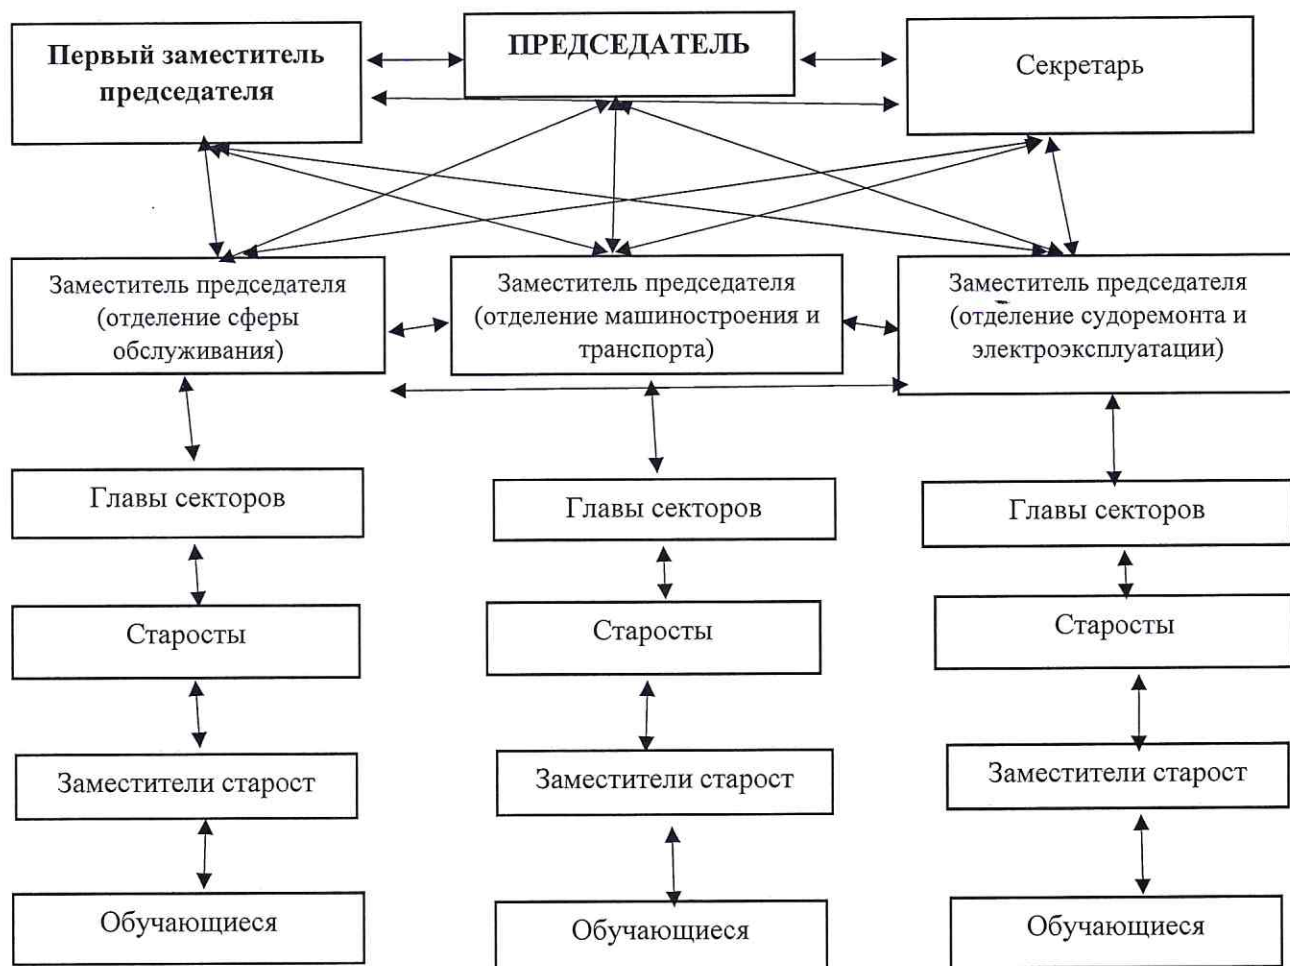 Первый заместитель
председателя
ПРЕДСЕДАТЕЛЬ
Секретарь
Заместитель председателя
(отделение сферы
обслуживания)
Заместитель председателя
(отделение машиностроения и
транспорта)
Заместитель председателя
(отделение судоремонта и
электроэксплуатации)
Главы секторов
Главы секторов
Главы секторов
Старосты
Старосты
Старосты
Заместители старост
Заместители старост
Заместители старост
Обучающиеся
Обучающиеся
Обучающиеся